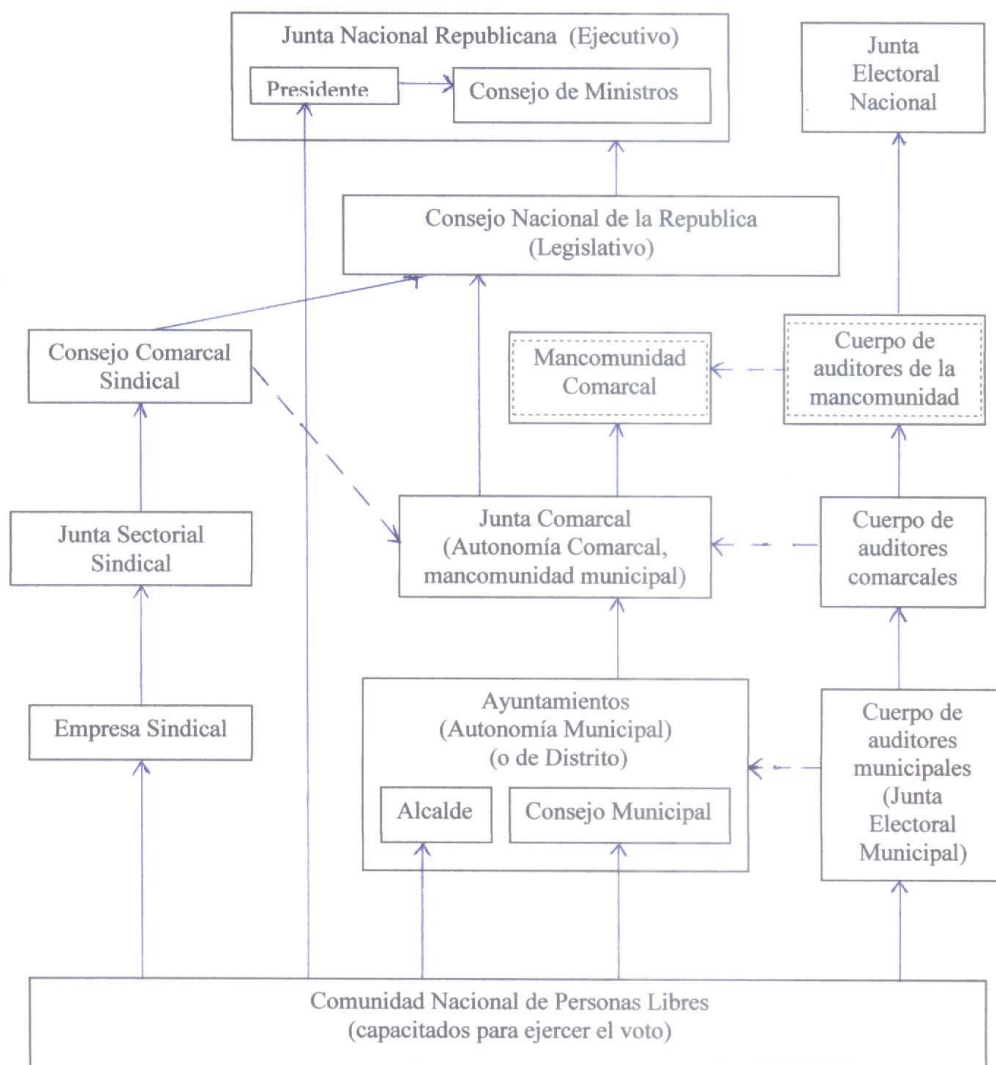 Junta Nacional Republicana (Ejecutivo)
Presidente
Consejo de Ministros
Junta
Electoral
Nacional
Consejo Nacional de la Republica
(Legislativo)
Consejo Comarcal
Sindical
Mancomunidad
Comarcal
Cuerpo de
auditores de la
mancomunidad
Junta Sectorial
Sindical
Junta Comarcal
(Autonomía Comarcal,
mancomunidad municipal)
Cuerpo de
auditores
comarcales
Empresa Sindical
Ayuntamientos
(Autonomía Municipal)
(o de Distrito)
Alcalde
Consejo Municipal
Cuerpo de
auditores
municipales
(Junta
Electoral
Municipal)
Comunidad Nacional de Personas Libres
(capacitados para ejercer el voto)